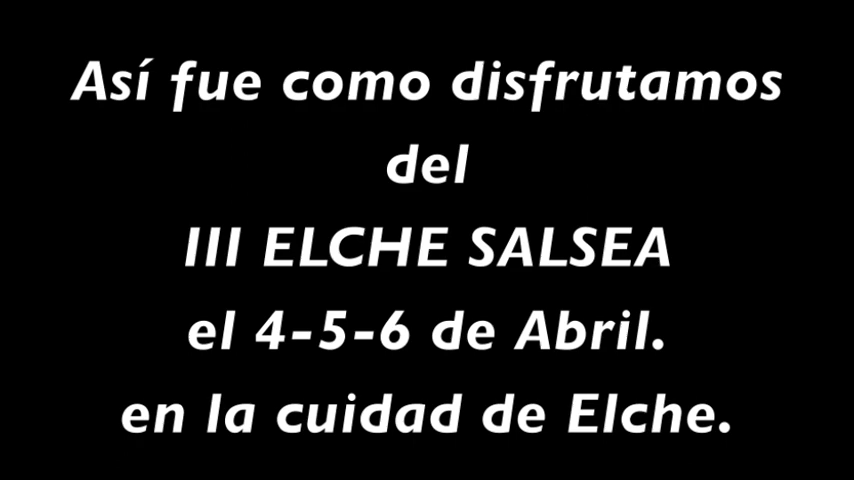 Así fue como disfrutamos
del
III ELCHE SALSEA
el 4-5-6 de Abril.
en la cuidad de Elche.